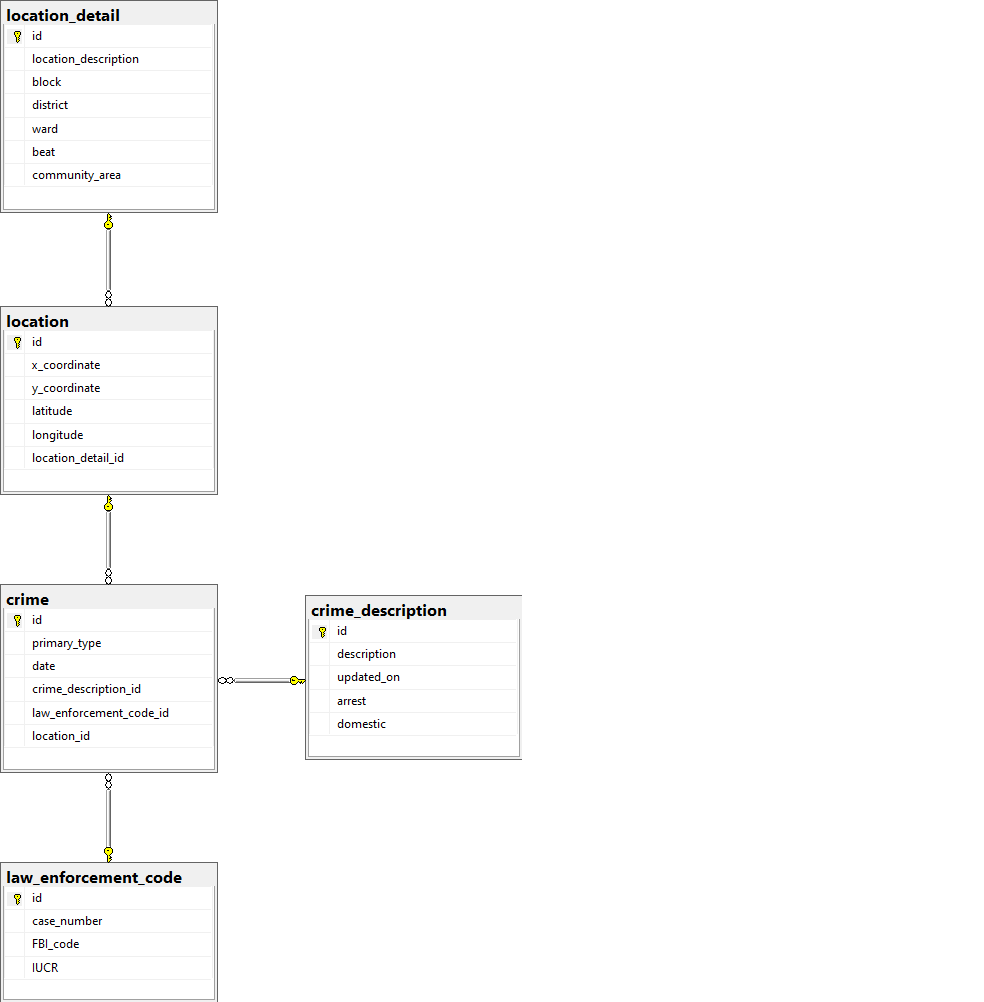 location_detail
id
location_description
block
district
ward
beat
community_area
location
id
x_coordinate
y_coordinate
latitude
longitude
location_detail_id
crime
id
primary_type
date
crime_description_id
law_enforcement_code_id
location_id
crime_description
id
description
updated_on
arrest
domestic
law_enforcement_code
id
case_number
FBI_code
IUCR